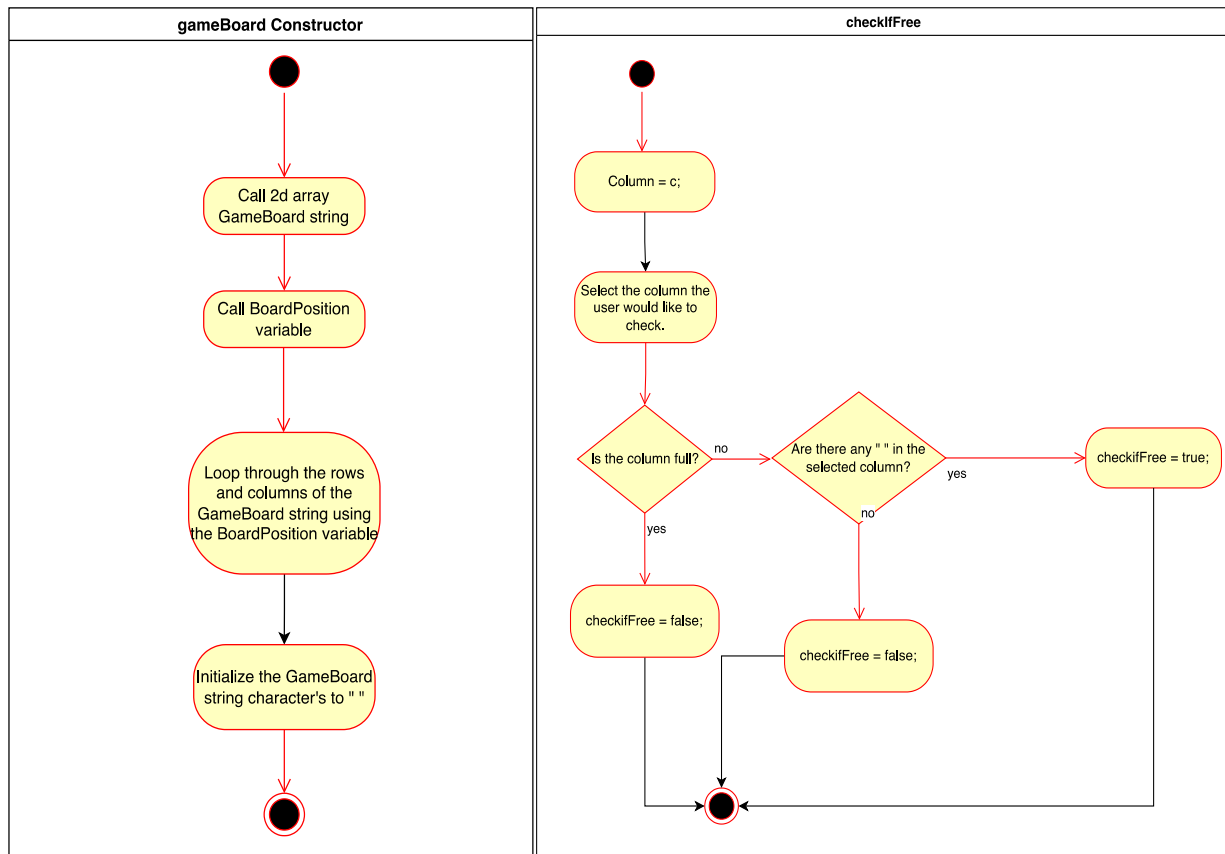 gameBoard Constructor
Call 2d array
GameBoard string
Call BoardPosition
variable
Loop through the rows
and columns of the
GameBoard string using
the BoardPosition variable
Initialize the GameBoard
string character's to " "
checkIfFree
Column = c;
Select the column the
user would like to
check.
Is the column full?
no
Are there any " " in the
selected column?
yes
checkifFree = true;
no
yes
checkifFree = false;
checkifFree = false;